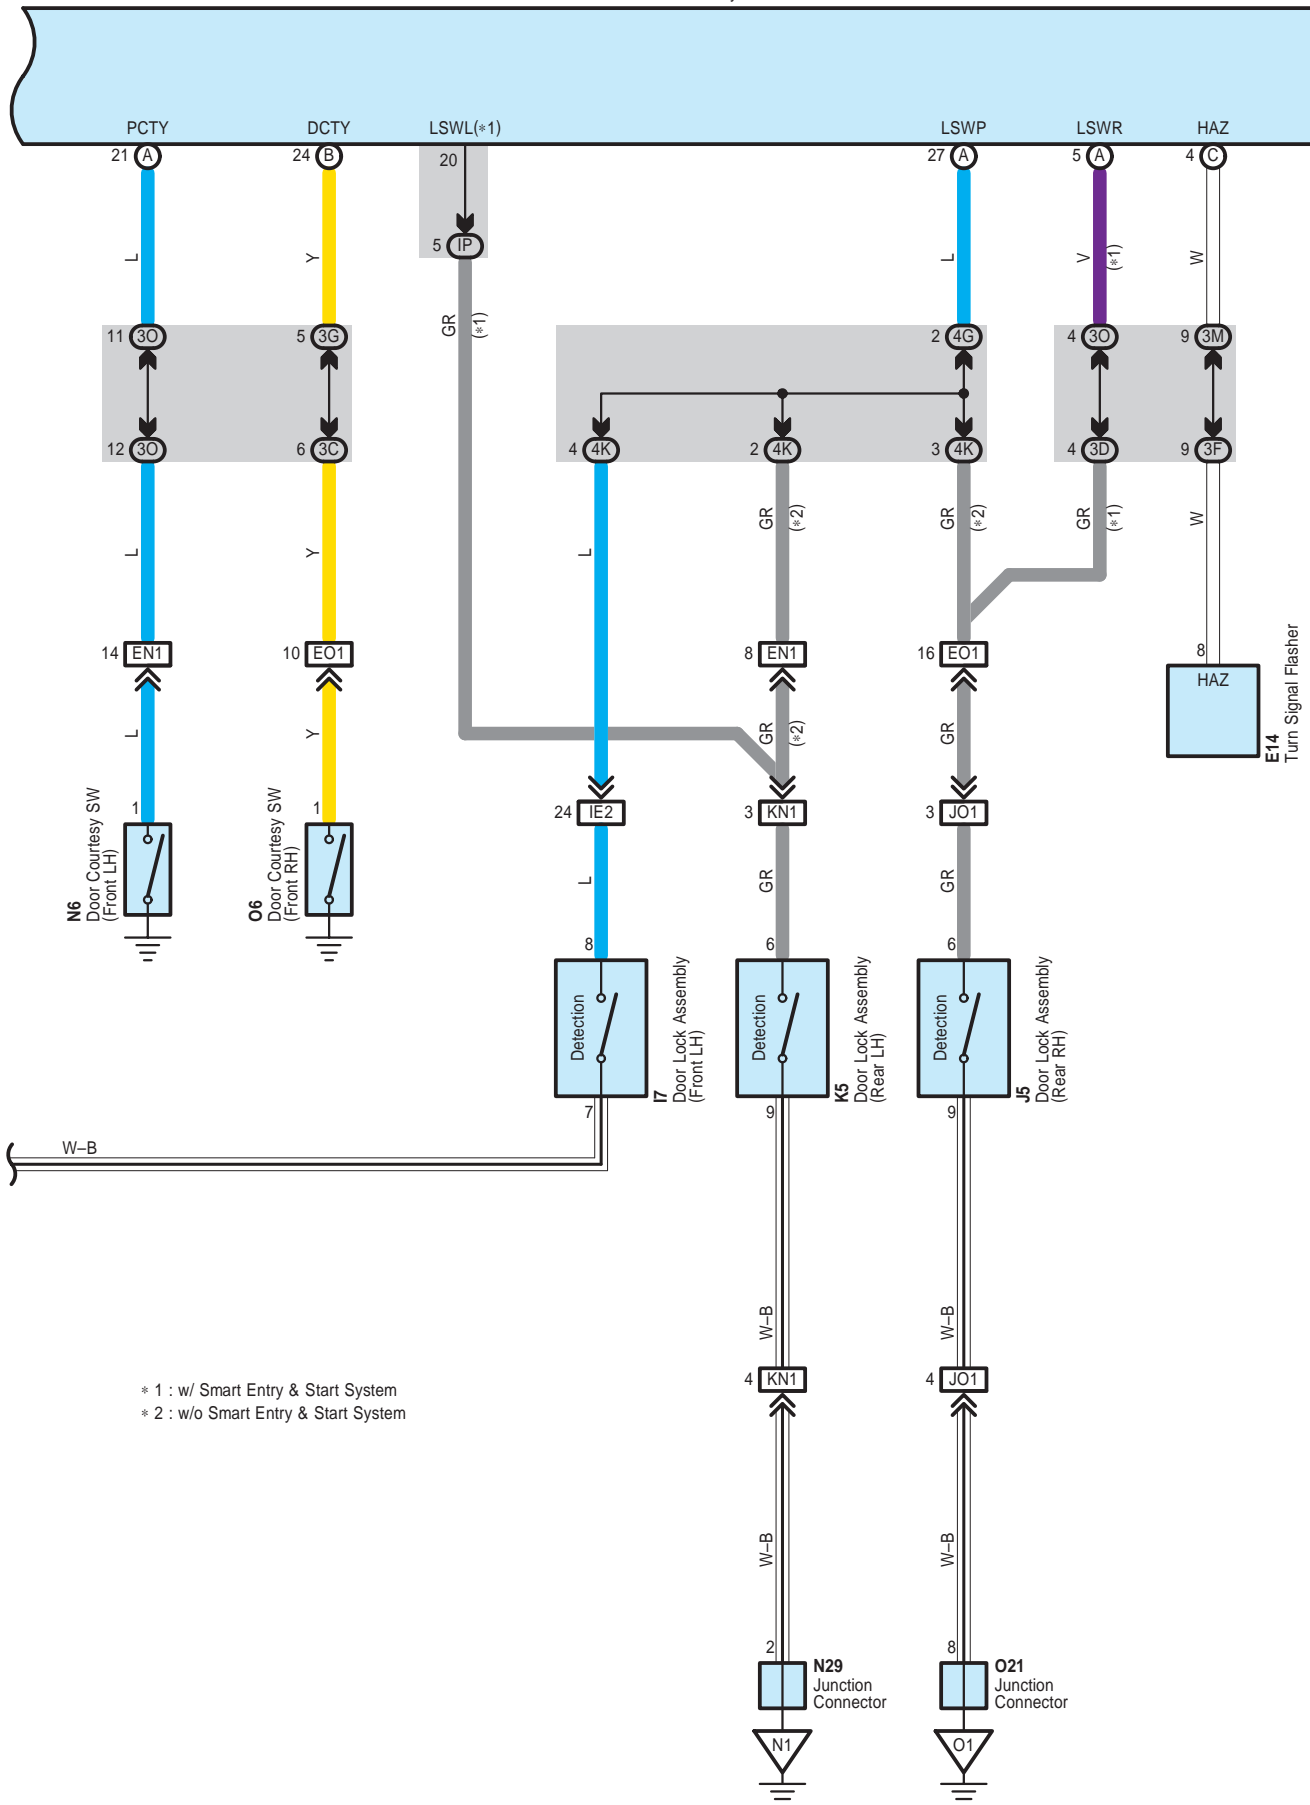 PCTY DCTY LSWL(∗1) LSWP LSWR HAZ
21 A 24 B 20 27 A 5 A 4 C
5 IP
L Y GR (∗1) L V (∗1) W
11 3O 5 3G 2 4G 4 3O 9 3M
12 3O 6 3C 4 4K 2 4K 3 4K 4 3D 9 3F
L Y L GR (∗2) GR (∗2) GR (∗1) W
14 EN1 10 EO1 8 EN1 16 EO1 8
HAZ
E14
Turn Signal Flasher
L Y GR (∗2) GR
1 1 24 IE2 3 KN1 3 JO1
N6
Door Courtesy SW
(Front LH)
O6
Door Courtesy SW
(Front RH)
L GR GR
8 6 6
Detection
I7
Door Lock Assembly
(Front LH)
Detection
K5
Door Lock Assembly
(Rear LH)
Detection
J5
Door Lock Assembly
(Rear RH)
7 9 9
W–B
W–B W–B
4 KN1 4 JO1
∗ 1 : w/ Smart Entry & Start System
∗ 2 : w/o Smart Entry & Start System
W–B W–B
2 8
N29
Junction
Connector
O21
Junction
Connector
N1 O1